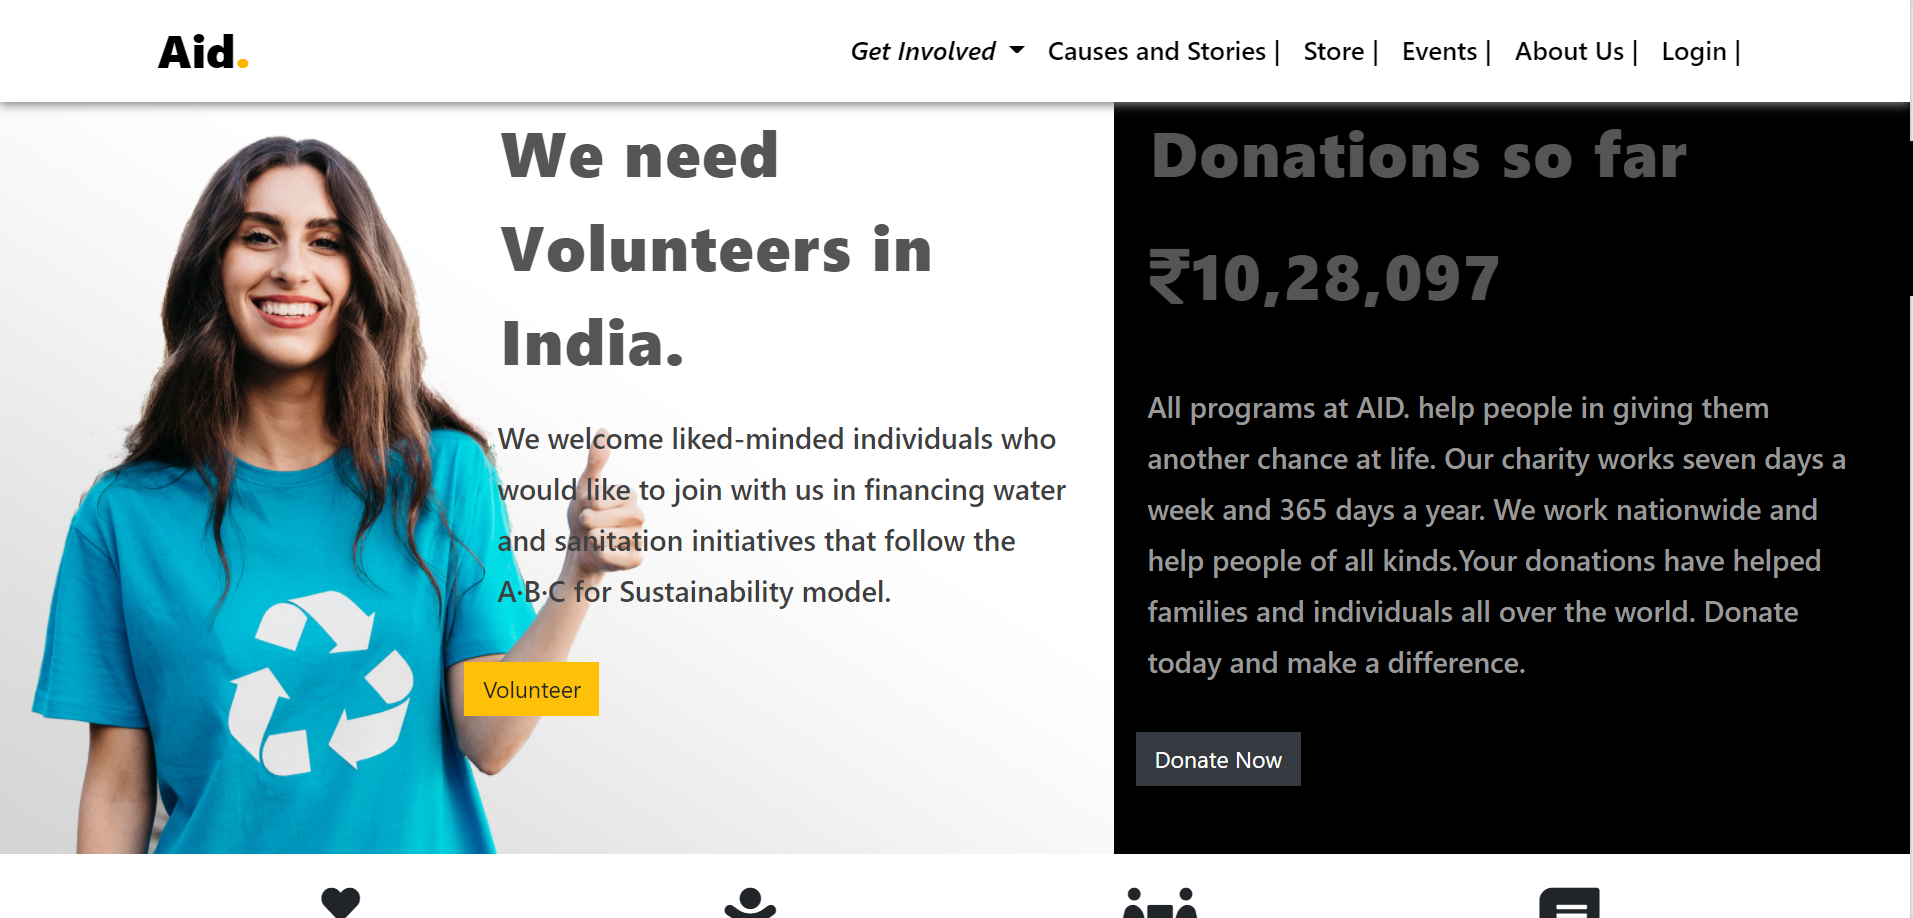 Aid.
Get Involved
Causes and Stories |
Store |
Events |
About Us |
Login |
We need
Volunteers in
India.
We welcome liked-minded individuals who
would like to join with us in financing water
and sanitation initiatives that follow the
A·B·C for Sustainability model.
Volunteer
Donations so far
₹10,28,097
All programs at AID. help people in giving them
another chance at life. Our charity works seven days a
week and 365 days a year. We work nationwide and
help people of all kinds.Your donations have helped
families and individuals all over the world. Donate
today and make a difference.
Donate Now